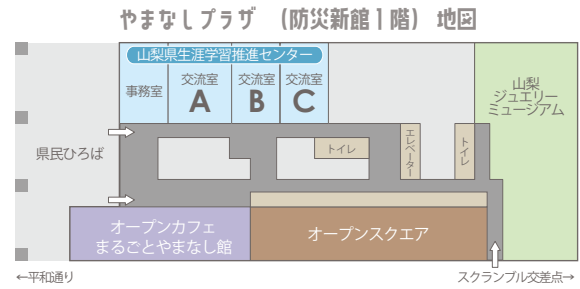 やまなしプラザ (防災新館1階) 地図
山梨県生涯学習推進センター
事務室
交流室
A
交流室
B
交流室
C
山梨
ジュエリー
ミュージアム
県民ひろば
トイレ
エレベーター
トイレ
オープンカフェ
まるごとやまなし館
オープンスクエア
←平和通り
スクランブル交差点→